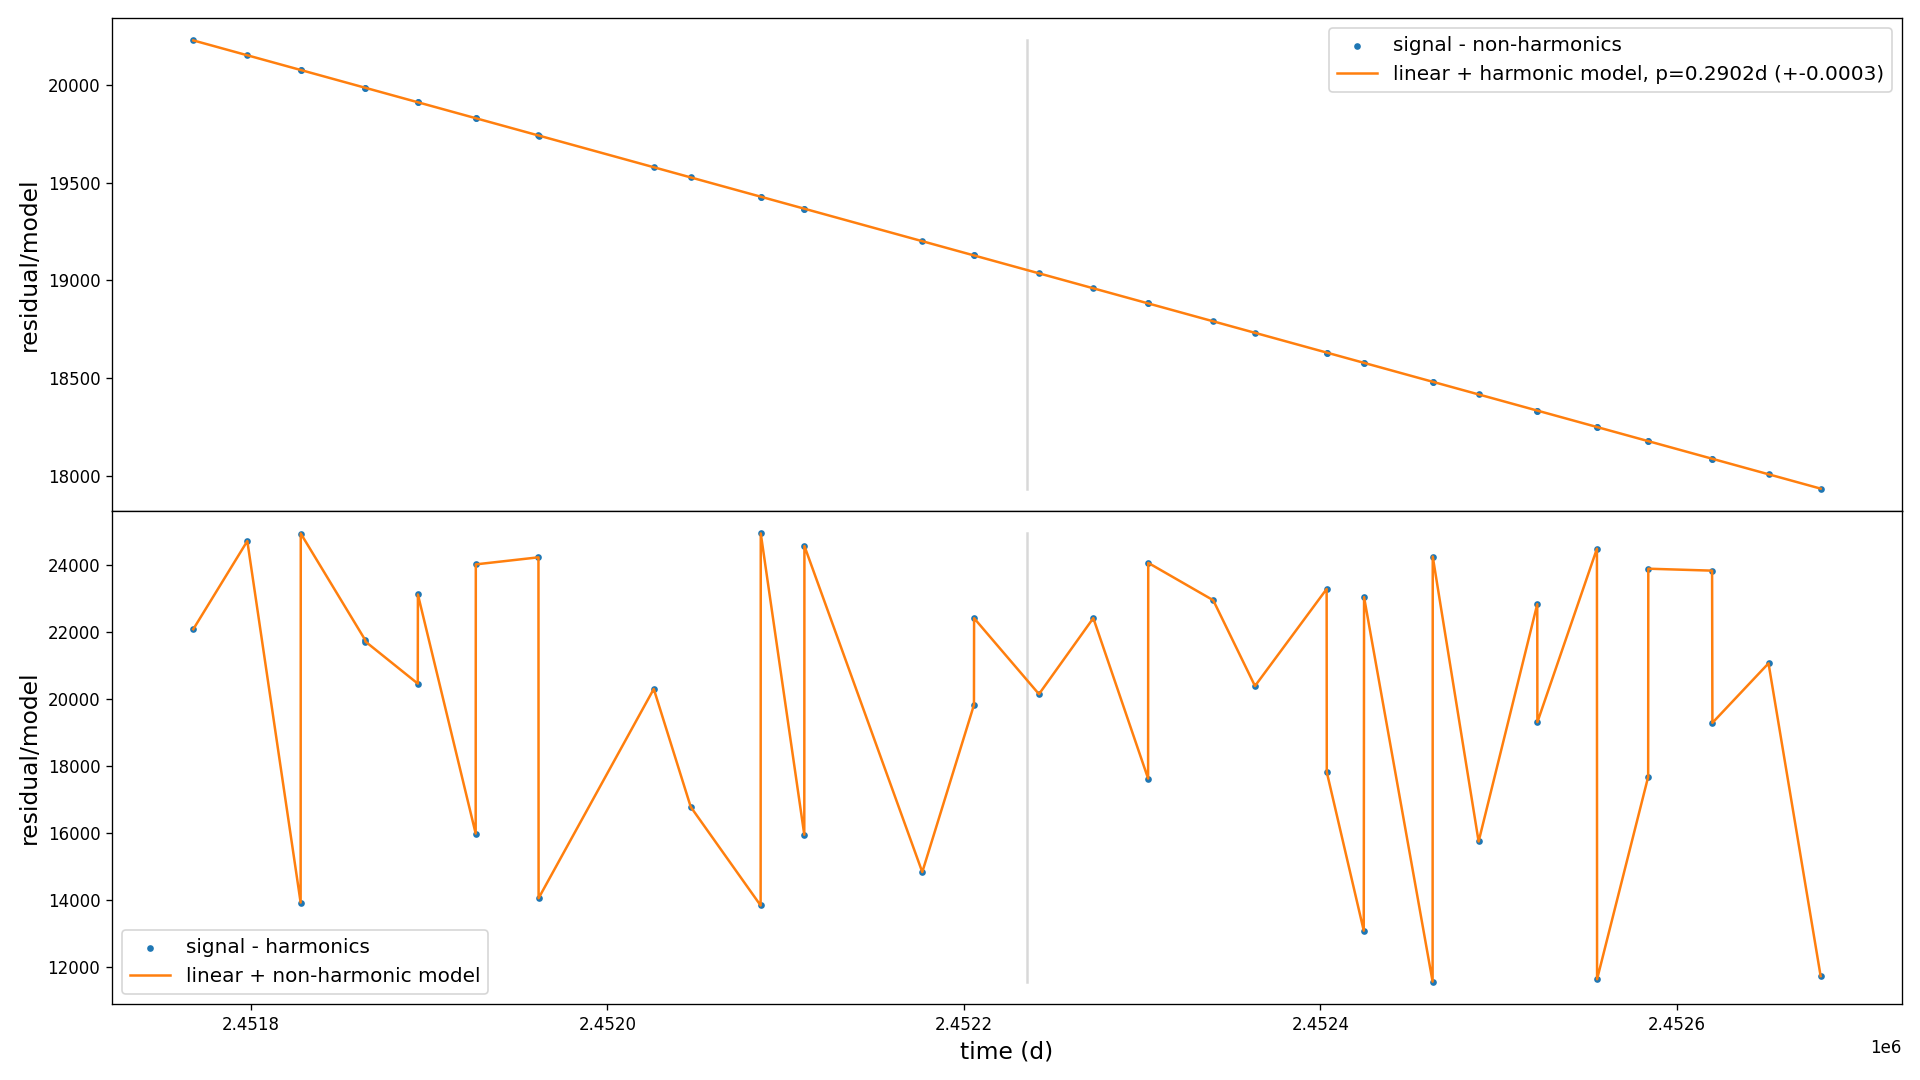 signal - non-harmonics
linear + harmonic model, p=0.2902d (+-0.0003)
20000
19500
19000
18500
18000
residual/model
24000
22000
20000
18000
16000
14000
12000
residual/model
signal - harmonics
linear + non-harmonic model
2.4518 2.4520 2.4522 2.4524 2.4526
1e6
time (d)